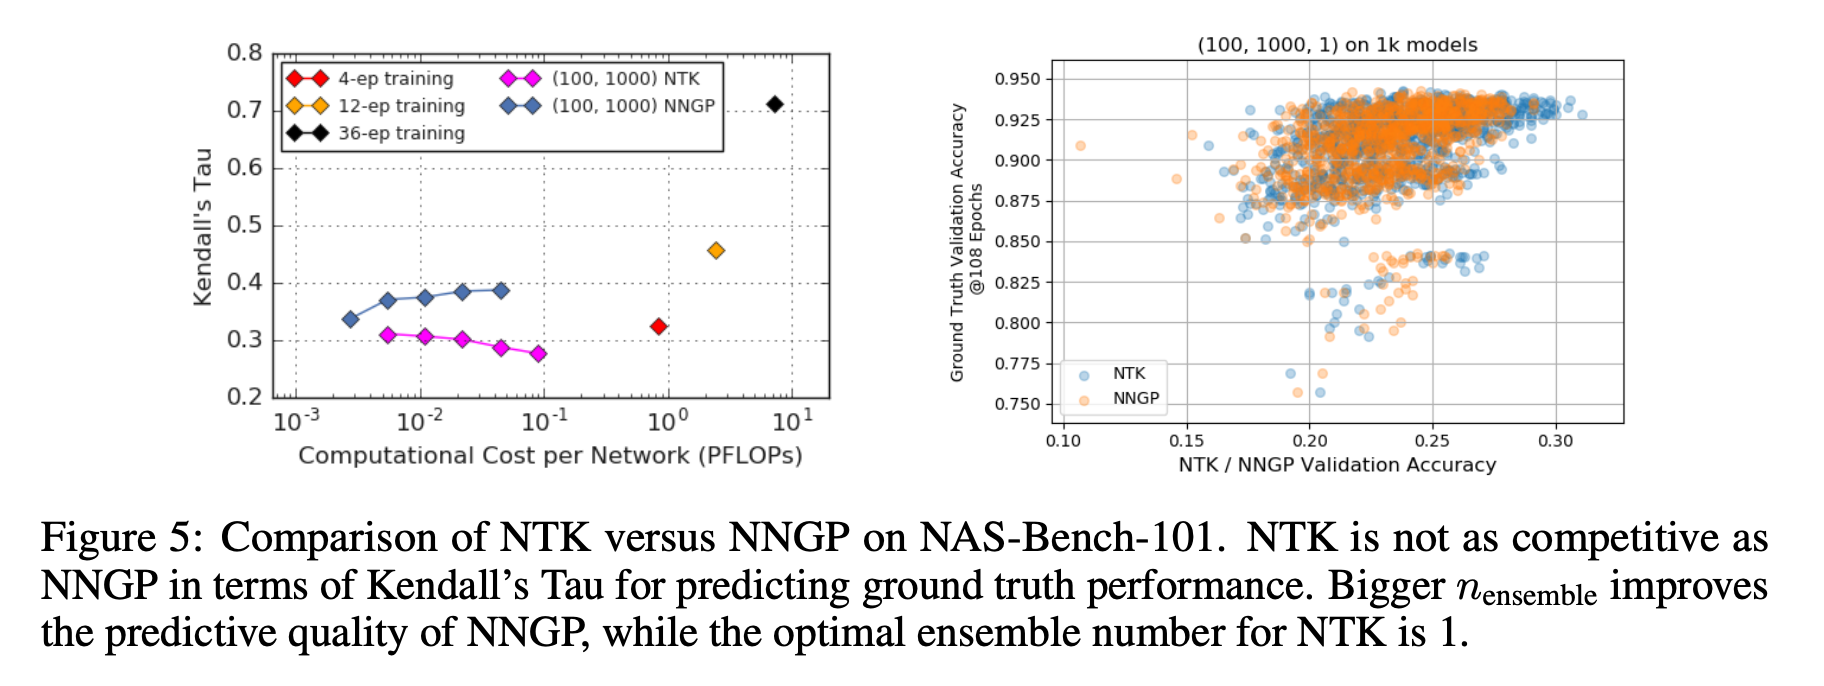 0.8
0.7
0.6
0.5
0.4
0.3
0.2
Kendall's Tau
4-ep training
12-ep training
36-ep training
(100, 1000) NTK
(100, 1000) NNGP
10^-3 10^-2 10^-1 10^0 10^1
Computational Cost per Network (PFLOPs)
(100, 1000, 1) on 1k models
0.950
0.925
0.900
0.875
0.850
0.825
0.800
0.775
0.750
Ground Truth Validation Accuracy
@108 Epochs
NTK
NNGP
0.10 0.15 0.20 0.25 0.30
NTK / NNGP Validation Accuracy
Figure 5: Comparison of NTK versus NNGP on NAS-Bench-101. NTK is not as competitive as
NNGP in terms of Kendall's Tau for predicting ground truth performance. Bigger n_ensemble improves
the predictive quality of NNGP, while the optimal ensemble number for NTK is 1.